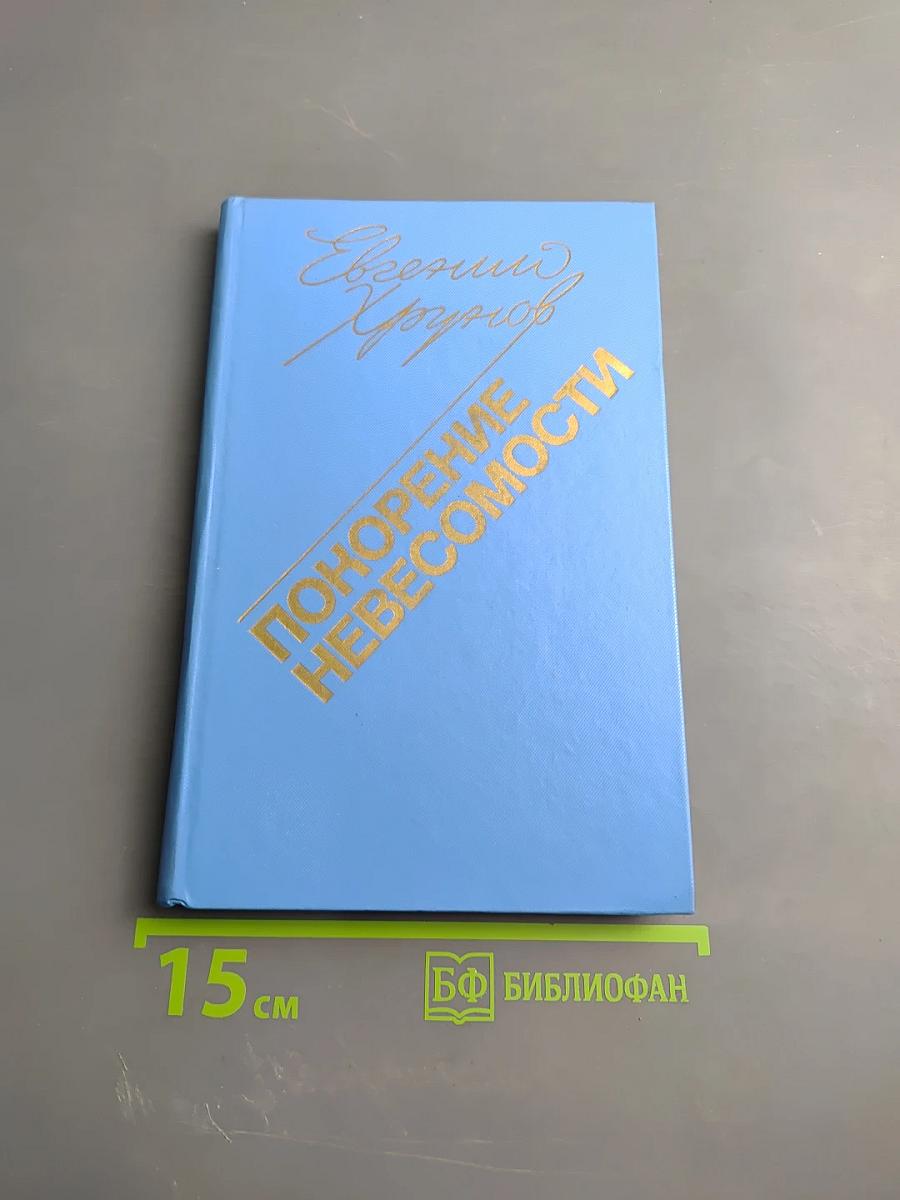 Евгений
Хрунов
ПОКОРЕНИЕ
НЕВЕСОМОСТИ
15 см
БФ БИБЛИОФАН